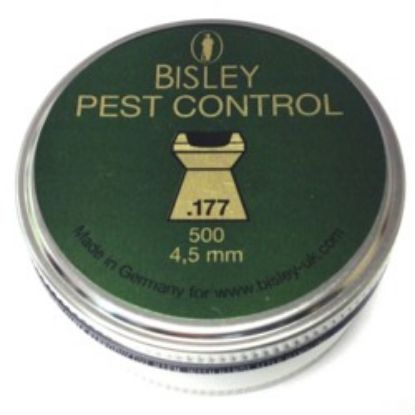 BISLEY
PEST CONTROL
.177
500
4,5 mm
Made in Germany for www.bisley-uk.com